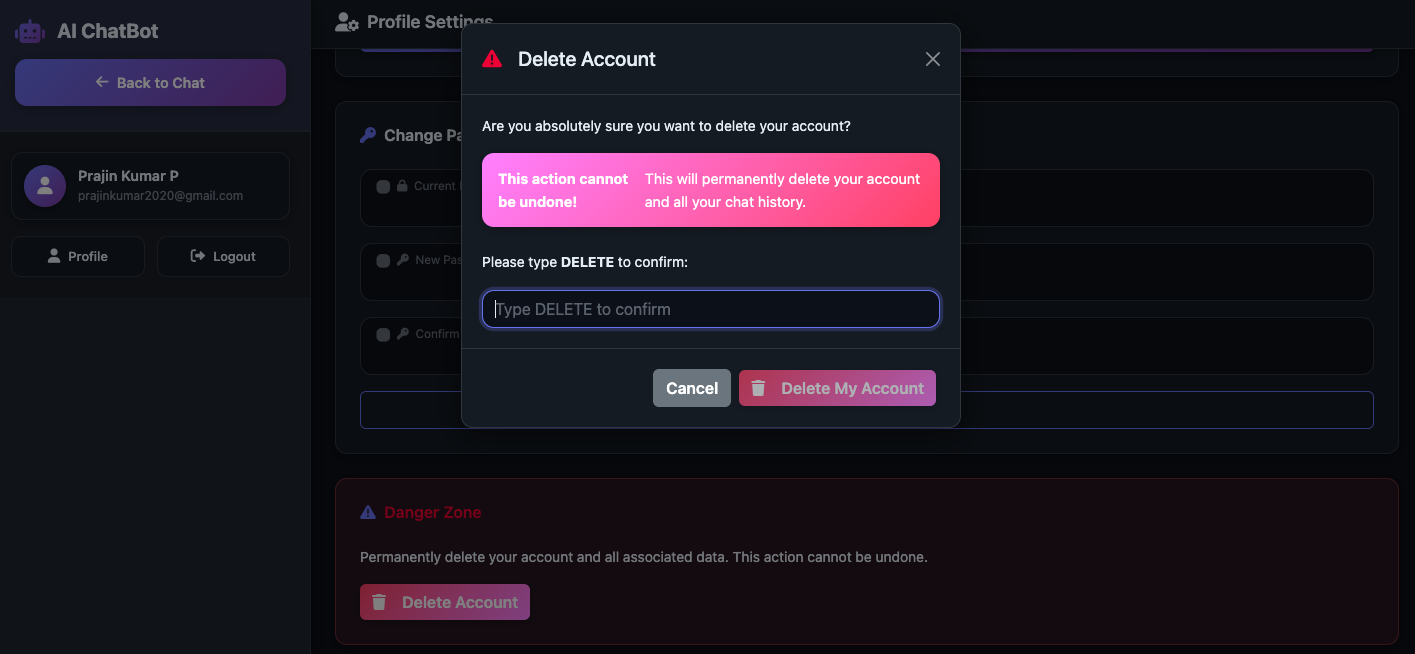 AI ChatBot
Back to Chat
Prajin Kumar P
prajinkumar2020@gmail.com
Profile
Logout
Profile Settings
Delete Account
Are you absolutely sure you want to delete your account?
This action cannot
be undone!
This will permanently delete your account
and all your chat history.
Please type DELETE to confirm:
Type DELETE to confirm
Cancel
Delete My Account
Change
Current
New
Confirm
Danger Zone
Permanently delete your account and all associated data. This action cannot be undone.
Delete Account